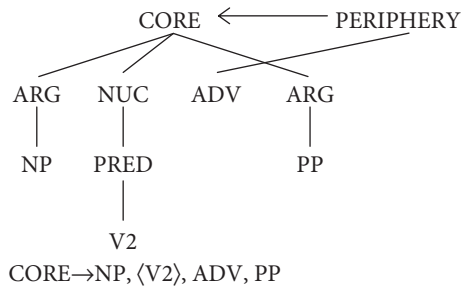 CORE PERIPHERY
ARG NUC ADV ARG
NP PRED PP
V2
CORE→NP, ⟨V2⟩, ADV, PP